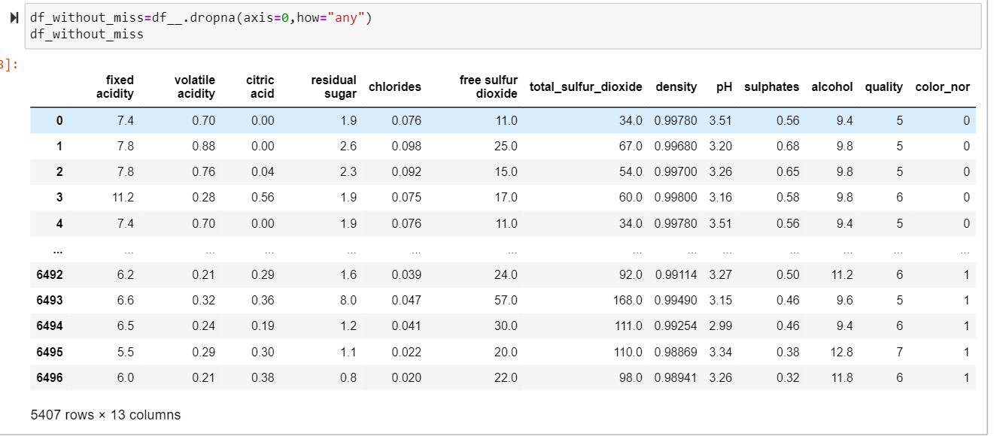 df_without_miss=df__.dropna(axis=0,how="any")
df_without_miss
3]:
fixed acidity volatile acidity citric acid residual sugar chlorides free sulfur dioxide total_sulfur_dioxide density pH sulphates alcohol quality color_nor
0 7.4 0.70 0.00 1.9 0.076 11.0 34.0 0.99780 3.51 0.56 9.4 5 0
1 7.8 0.88 0.00 2.6 0.098 25.0 67.0 0.99680 3.20 0.68 9.8 5 0
2 7.8 0.76 0.04 2.3 0.092 15.0 54.0 0.99700 3.26 0.65 9.8 5 0
3 11.2 0.28 0.56 1.9 0.075 17.0 60.0 0.99800 3.16 0.58 9.8 6 0
4 7.4 0.70 0.00 1.9 0.076 11.0 34.0 0.99780 3.51 0.56 9.4 5 0
... ... ... ... ... ... ... ... ... ... ... ... ... ...
6492 6.2 0.21 0.29 1.6 0.039 24.0 92.0 0.99114 3.27 0.50 11.2 6 1
6493 6.6 0.32 0.36 8.0 0.047 57.0 168.0 0.99490 3.15 0.46 9.6 5 1
6494 6.5 0.24 0.19 1.2 0.041 30.0 111.0 0.99254 2.99 0.46 9.4 6 1
6495 5.5 0.29 0.30 1.1 0.022 20.0 110.0 0.98869 3.34 0.38 12.8 7 1
6496 6.0 0.21 0.38 0.8 0.020 22.0 98.0 0.98941 3.26 0.32 11.8 6 1
5407 rows × 13 columns